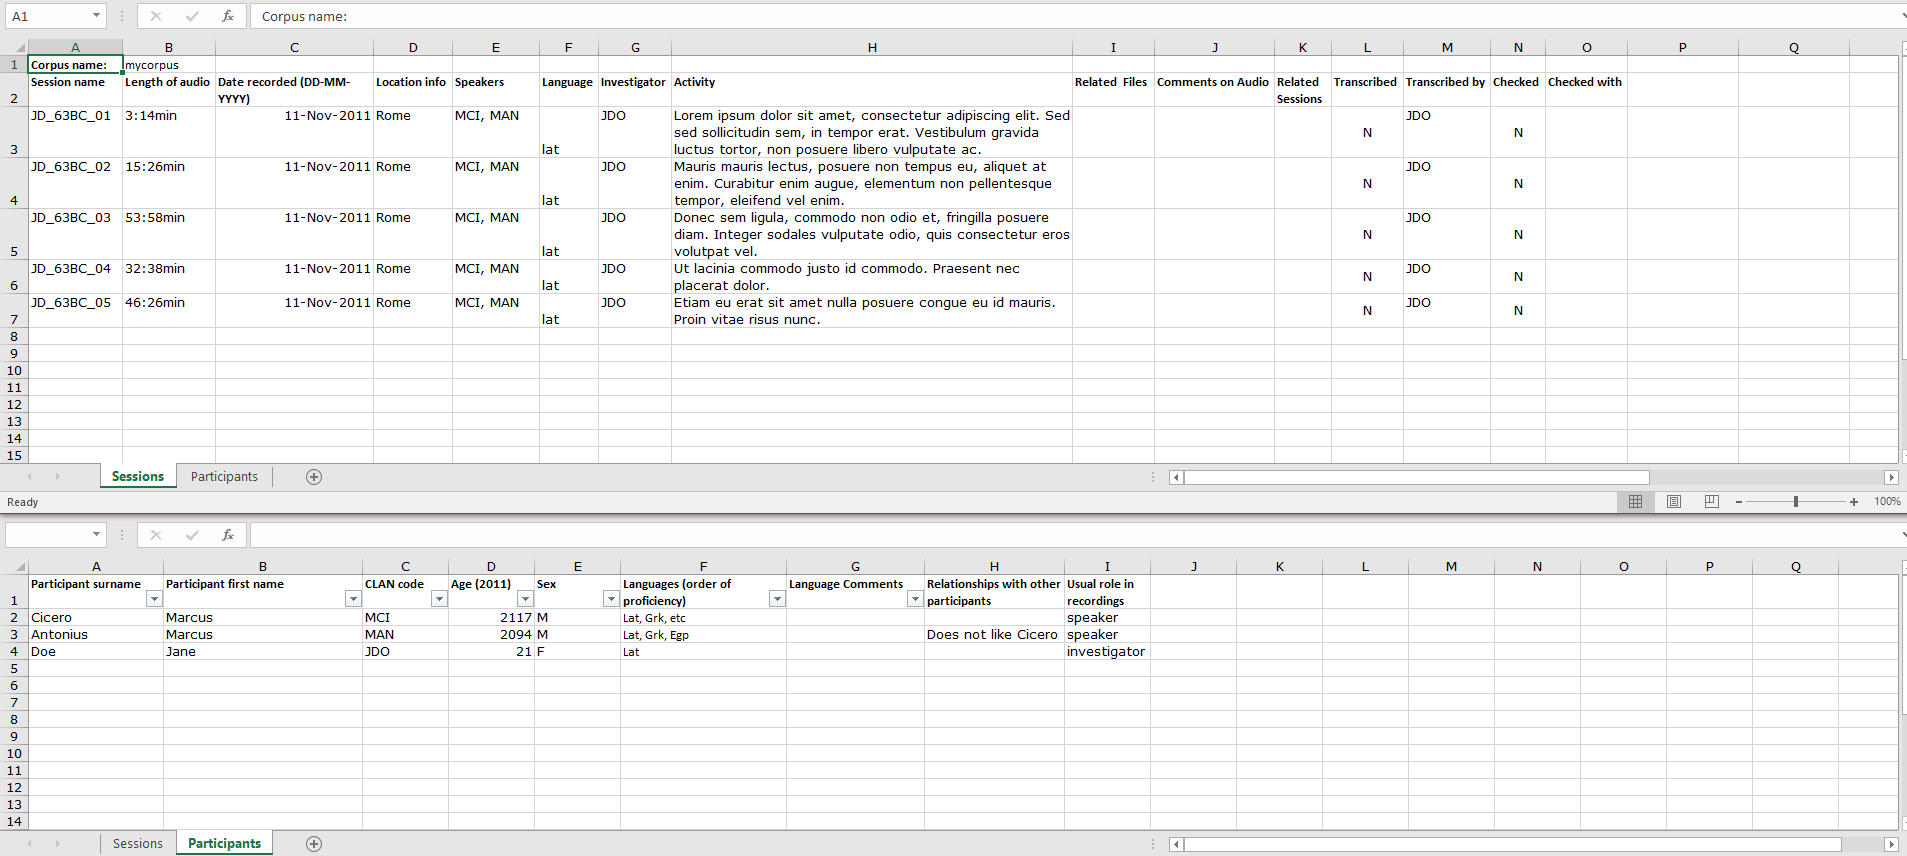 A1 fx Corpus name:
A B C D E F G H I J K L M N O P Q
1 Corpus name: mycorpus
2 Session name Length of audio Date recorded (DD-MM-YYYY) Location info Speakers Language Investigator Activity Related Files Comments on Audio Related Sessions Transcribed Transcribed by Checked Checked with
3 JD_63BC_01 3:14min 11-Nov-2011 Rome MCI, MAN lat JDO Lorem ipsum dolor sit amet, consectetur adipiscing elit. Sed
sed sollicitudin sem, in tempor erat. Vestibulum gravida
luctus tortor, non posuere libero vulputate ac. N JDO N
4 JD_63BC_02 15:26min 11-Nov-2011 Rome MCI, MAN lat JDO Mauris mauris lectus, posuere non tempus eu, aliquet at
enim. Curabitur enim augue, elementum non pellentesque
tempor, eleifend vel enim. N JDO N
5 JD_63BC_03 53:58min 11-Nov-2011 Rome MCI, MAN lat JDO Donec sem ligula, commodo non odio et, fringilla posuere
diam. Integer sodales vulputate odio, quis consectetur eros
volutpat vel. N JDO N
6 JD_63BC_04 32:38min 11-Nov-2011 Rome MCI, MAN lat JDO Ut lacinia commodo justo id commodo. Praesent nec
placerat dolor. N JDO N
7 JD_63BC_05 46:26min 11-Nov-2011 Rome MCI, MAN lat JDO Etiam eu erat sit amet nulla posuere congue eu id mauris.
Proin vitae risus nunc. N JDO N
8
9
10
11
12
13
14
15
Sessions Participants
Ready 100%
fx
A B C D E F G H I J K L M N O P Q
1 Participant surname Participant first name CLAN code Age (2011) Sex Languages (order of proficiency) Language Comments Relationships with other participants Usual role in recordings
2 Cicero Marcus MCI 2117 M Lat, Grk, etc speaker
3 Antonius Marcus MAN 2094 M Lat, Grk, Egp Does not like Cicero speaker
4 Doe Jane JDO 21 F Lat investigator
5
6
7
8
9
10
11
12
13
14
Sessions Participants